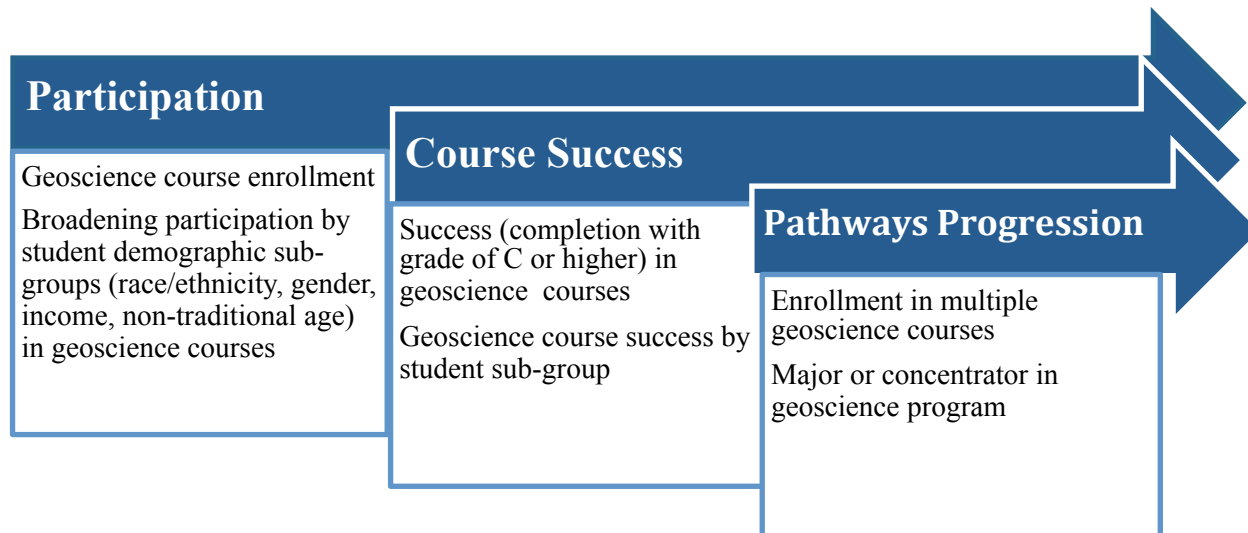 Participation
Geoscience course enrollment
Broadening participation by
student demographic sub-
groups (race/ethnicity, gender,
income, non-traditional age)
in geoscience courses
Course Success
Success (completion with
grade of C or higher) in
geoscience courses
Geoscience course success by
student sub-group
Pathways Progression
Enrollment in multiple
geoscience courses
Major or concentrator in
geoscience program